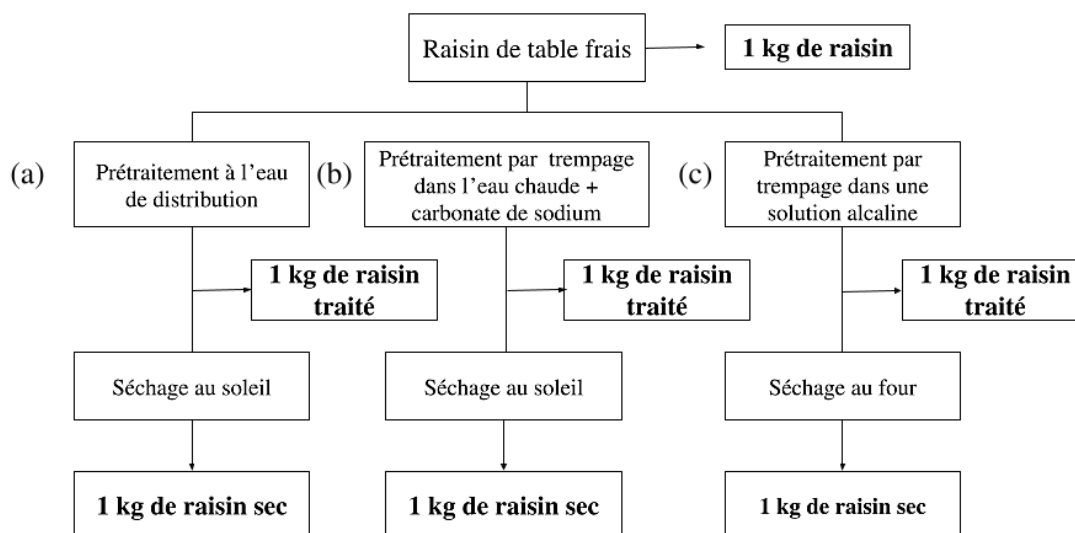 Raisin de table frais
1 kg de raisin
(a)
Prétraitement à l'eau
de distribution
(b)
Prétraitement par trempage
dans l'eau chaude +
carbonate de sodium
(c)
Prétraitement par
trempage dans une
solution alcaline
1 kg de raisin
traité
1 kg de raisin
traité
1 kg de raisin
traité
Séchage au soleil
Séchage au soleil
Séchage au four
1 kg de raisin sec
1 kg de raisin sec
1 kg de raisin sec